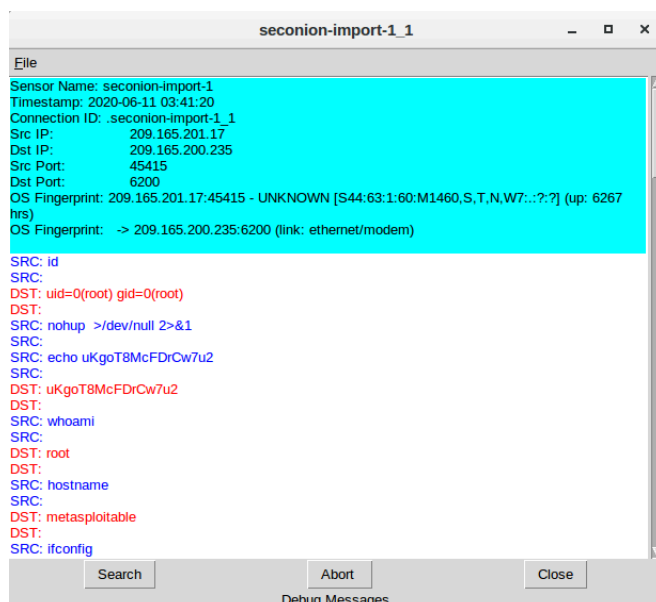 seconion-import-1_1
File
Sensor Name: seconion-import-1
Timestamp: 2020-06-11 03:41:20
Connection ID: .seconion-import-1_1
Src IP: 209.165.201.17
Dst IP: 209.165.200.235
Src Port: 45415
Dst Port: 6200
OS Fingerprint: 209.165.201.17:45415 - UNKNOWN [S44:63:1:60:M1460,S,T,N,W7:.:?:?] (up: 6267
hrs)
OS Fingerprint: -> 209.165.200.235:6200 (link: ethernet/modem)
SRC: id
SRC:
DST: uid=0(root) gid=0(root)
DST:
SRC: nohup >/dev/null 2>&1
SRC:
SRC: echo uKgoT8McFDrCw7u2
SRC:
DST: uKgoT8McFDrCw7u2
DST:
SRC: whoami
SRC:
DST: root
DST:
SRC: hostname
SRC:
DST: metasploitable
DST:
SRC: ifconfig
Search Abort Close
Debug Messages